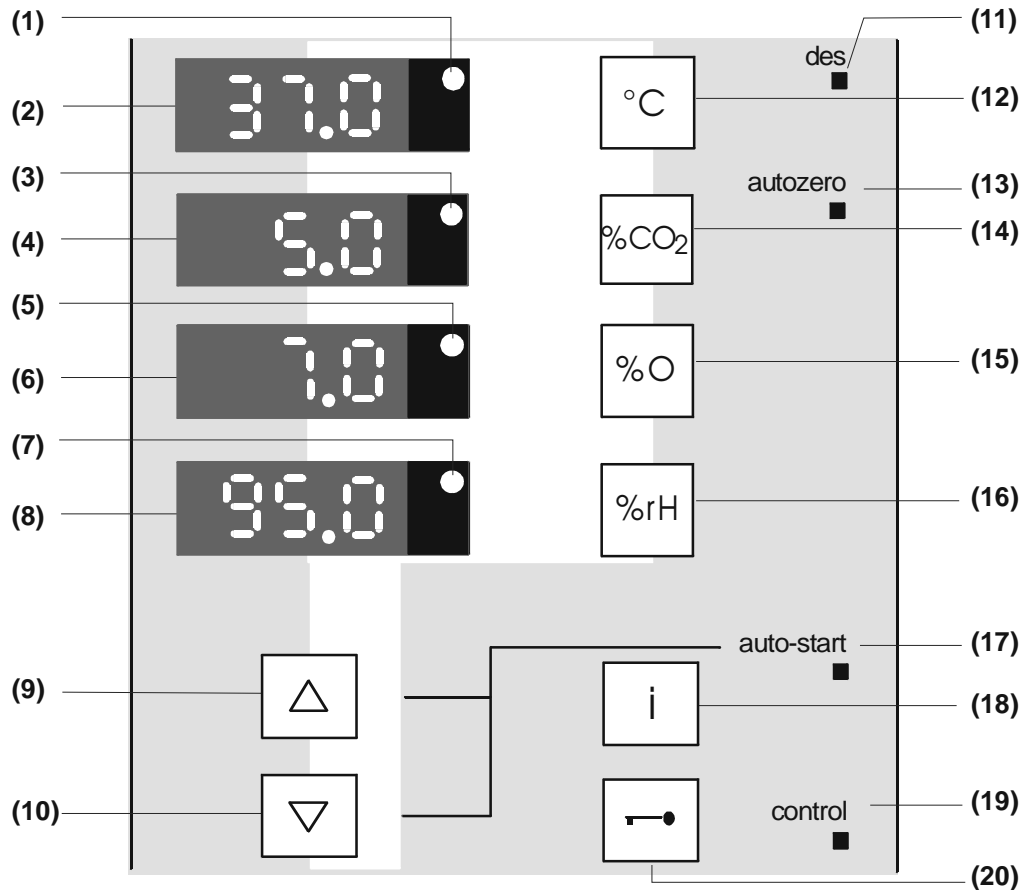 (1)
(11)
des
37.0
°C
(2)
(12)
(3)
(13)
autozero
5.0
%CO2
(4)
(14)
(5)
7.0
%O
(6)
(15)
(7)
95.0
%rH
(8)
(16)
auto-start
(17)
(9)
i
(18)
(10)
control
(19)
(20)